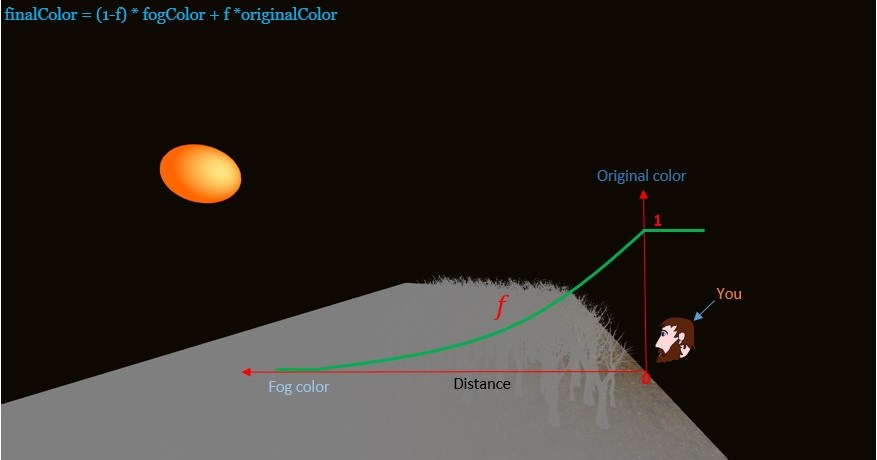 finalColor = (1-f) * fogColor + f *originalColor
Original color
1
f
You
0
Distance
Fog color